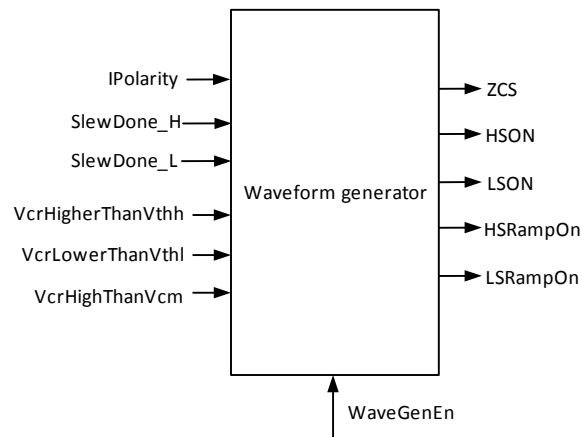 IPolarity
SlewDone_H
SlewDone_L
VcrHigherThanVthh
VcrLowerThanVthl
VcrHighThanVcm
Waveform generator
ZCS
HSON
LSON
HSRampOn
LSRampOn
WaveGenEn